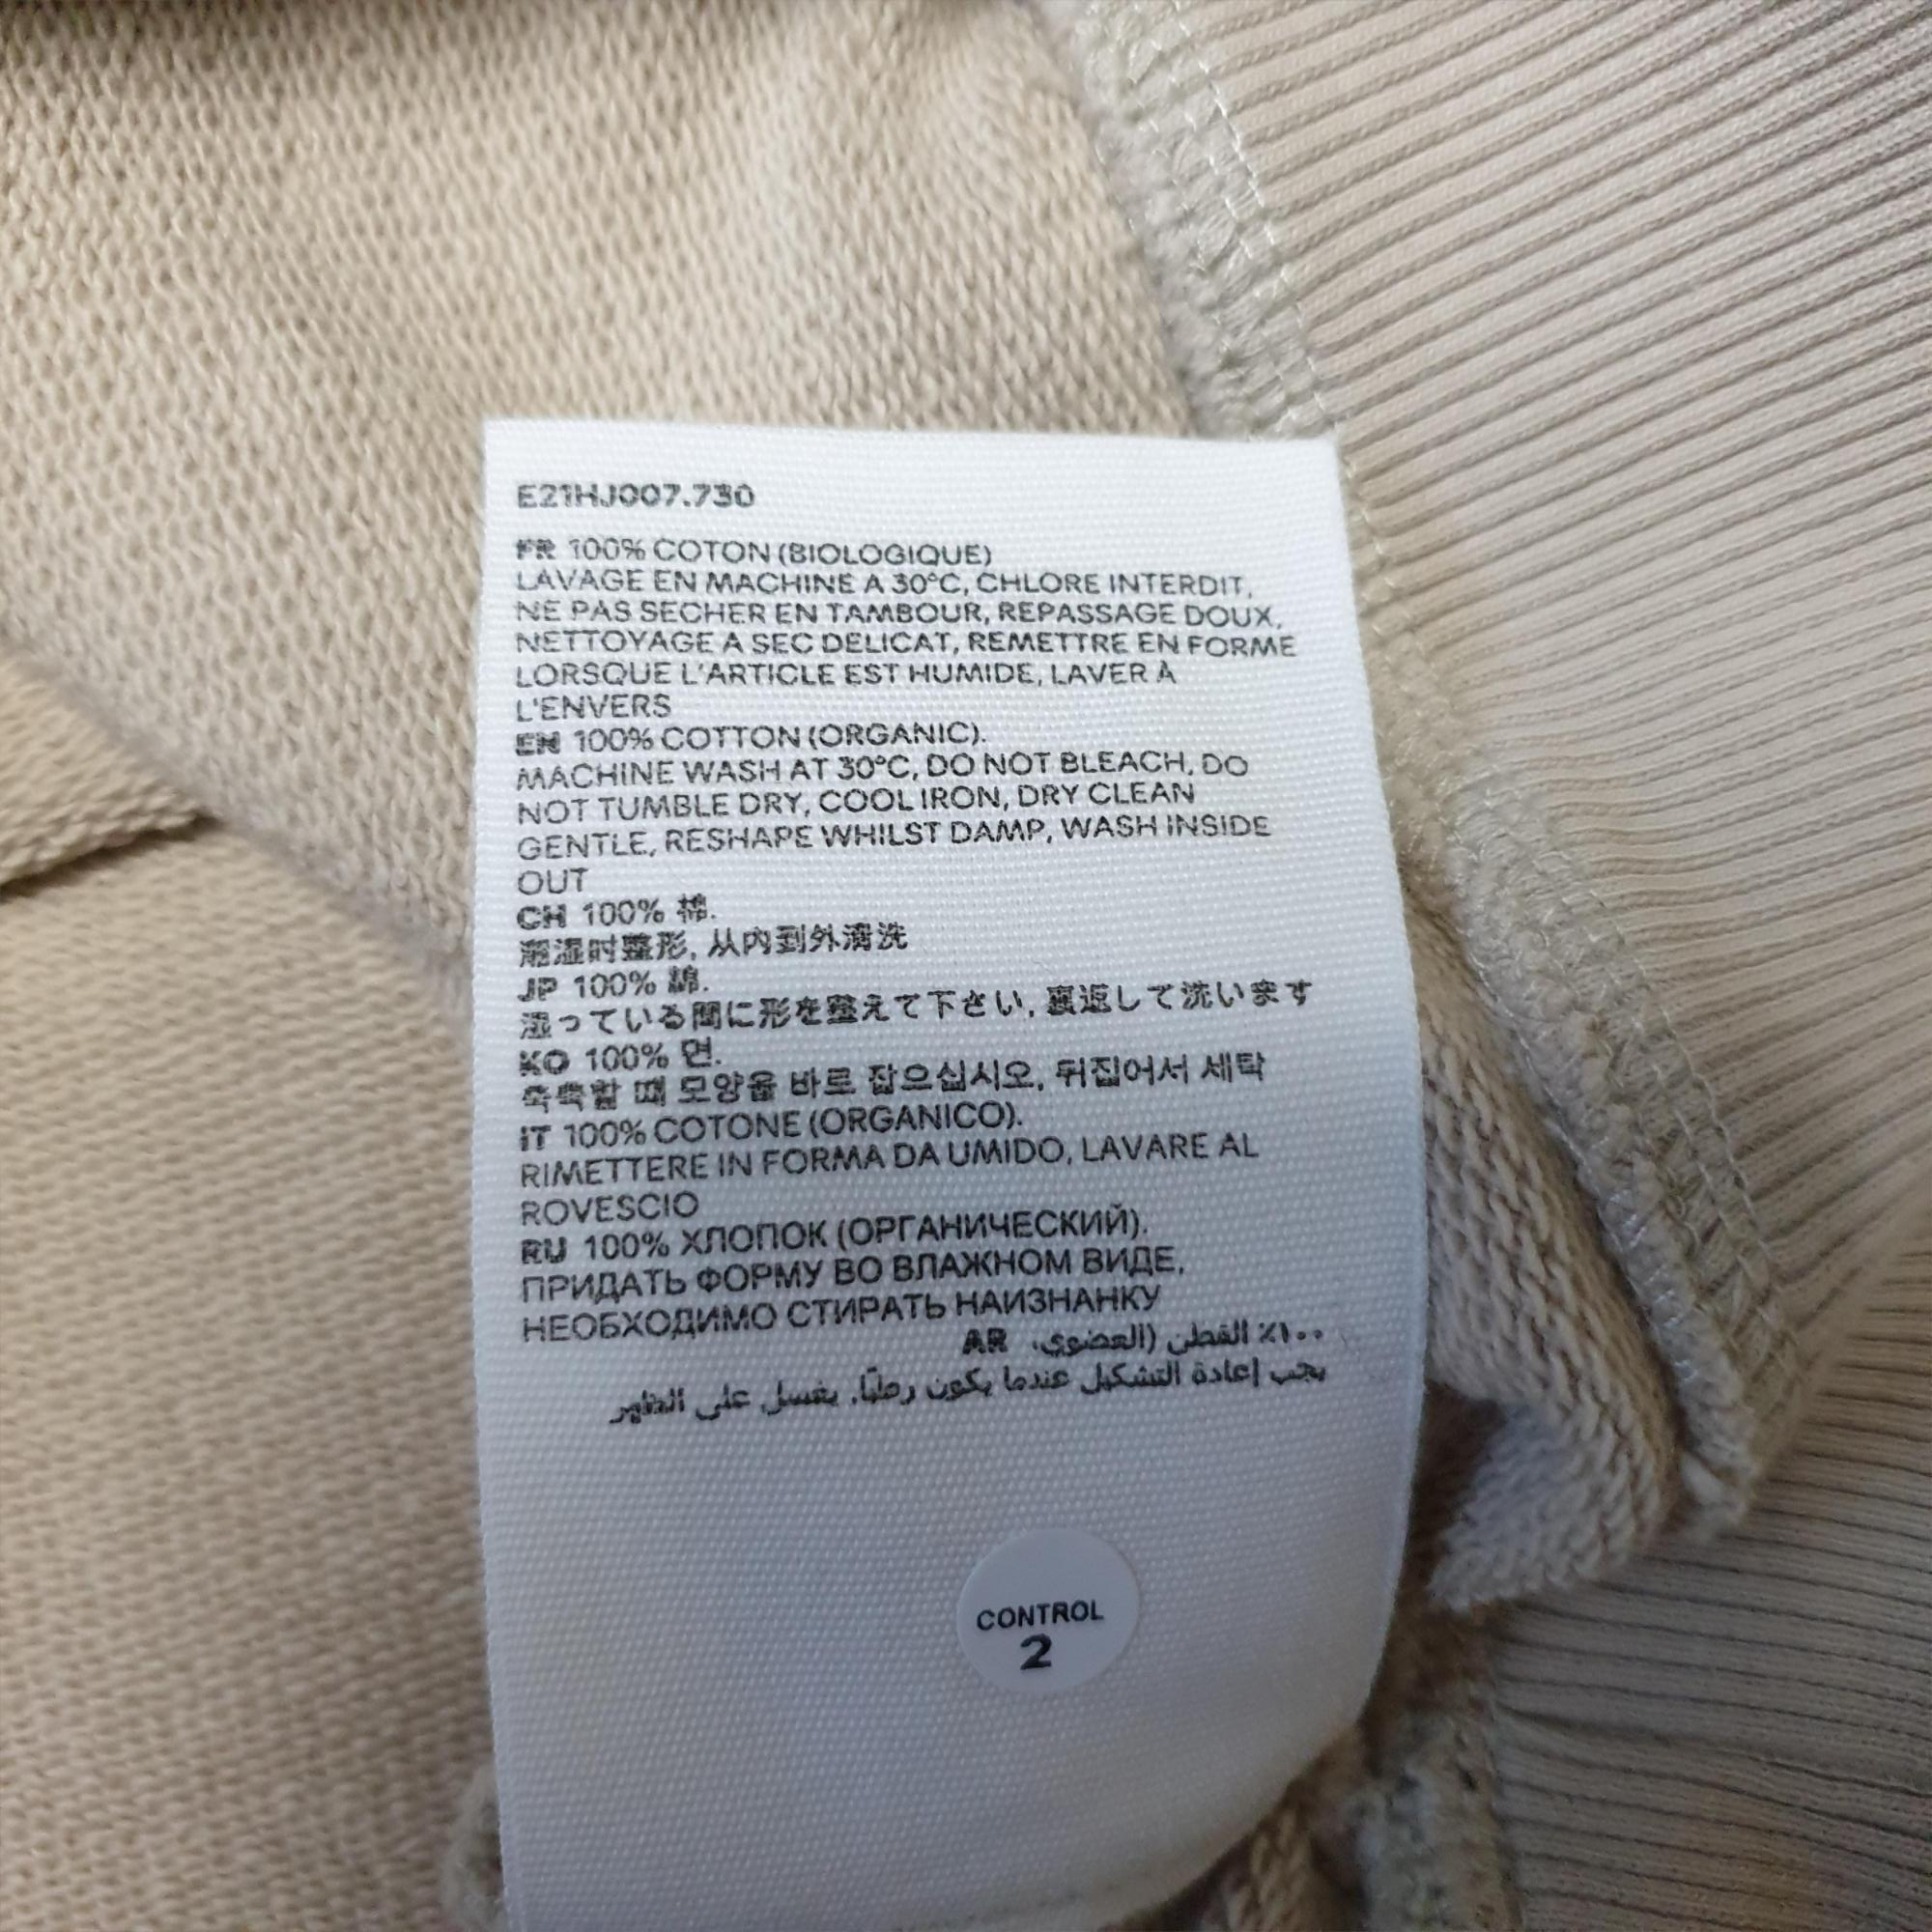 E21HJ007.730
FR 100% COTON (BIOLOGIQUE)
LAVAGE EN MACHINE A 30°C, CHLORE INTERDIT,
NE PAS SECHER EN TAMBOUR, REPASSAGE DOUX,
NETTOYAGE A SEC DELICAT, REMETTRE EN FORME
LORSQUE L'ARTICLE EST HUMIDE, LAVER À
L'ENVERS
EN 100% COTTON (ORGANIC).
MACHINE WASH AT 30°C, DO NOT BLEACH, DO
NOT TUMBLE DRY, COOL IRON, DRY CLEAN
GENTLE, RESHAPE WHILST DAMP, WASH INSIDE
OUT
CH 100% 棉.
潮湿时整形, 从内到外清洗
JP 100% 綿.
湿っている間に形を整えて下さい, 裏返して洗います
KO 100% 면.
축축할 때 모양을 바로 잡으십시오, 뒤집어서 세탁
IT 100% COTONE (ORGANICO).
RIMETTERE IN FORMA DA UMIDO, LAVARE AL
ROVESCIO
RU 100% ХЛОПОК (ОРГАНИЧЕСКИЙ).
ПРИДАТЬ ФОРМУ ВО ВЛАЖНОМ ВИДЕ,
НЕОБХОДИМО СТИРАТЬ НАИЗНАНКУ
١٠٠٪ القطن (العضوي). AR
يجب إعادة التشكيل عندما يكون رطبًا, يغسل على الظهر
CONTROL
2